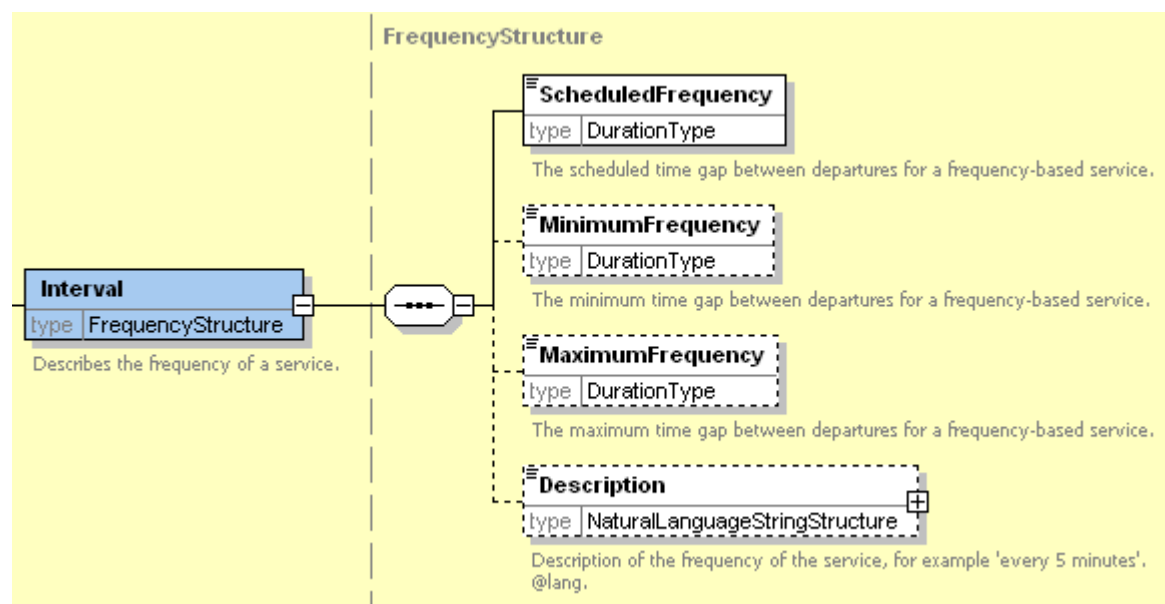 FrequencyStructure
ScheduledFrequency
type DurationType
The scheduled time gap between departures for a frequency-based service.
MinimumFrequency
type DurationType
The minimum time gap between departures for a frequency-based service.
Interval
type FrequencyStructure
Describes the frequency of a service.
MaximumFrequency
type DurationType
The maximum time gap between departures for a frequency-based service.
Description
type NaturalLanguageStringStructure
Description of the frequency of the service, for example 'every 5 minutes'.
@lang.